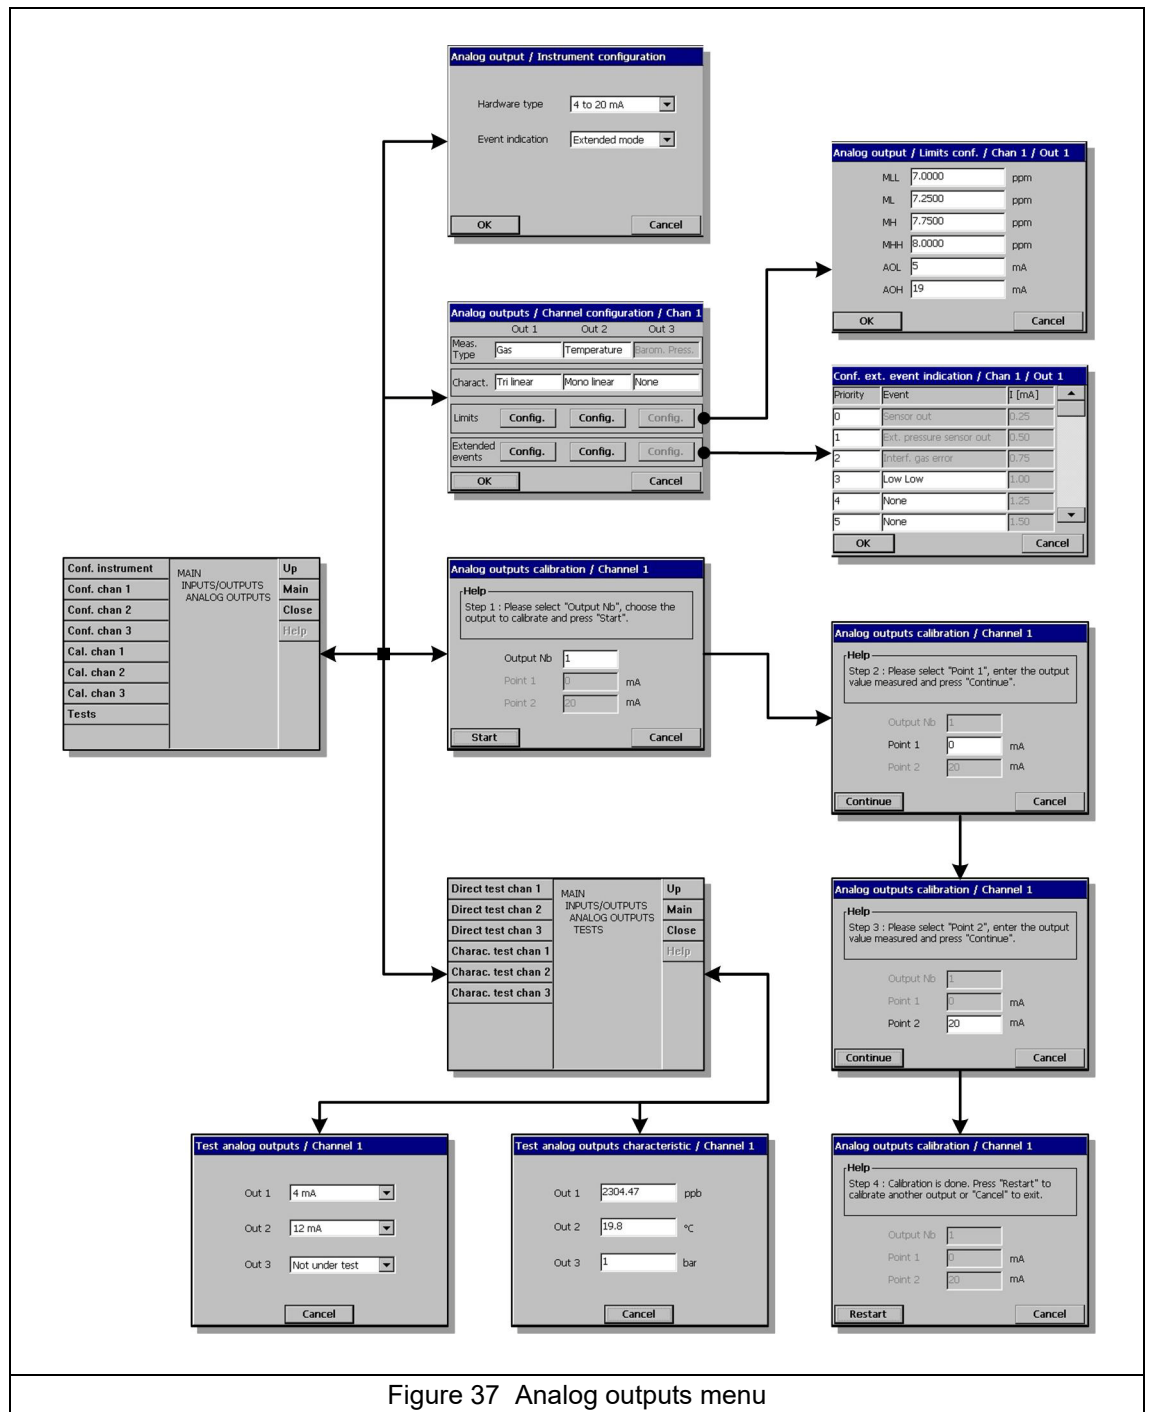 Analog output / Instrument configuration
Hardware type 4 to 20 mA
Event indication Extended mode
OK Cancel
Analog output / Limits conf. / Chan 1 / Out 1
MLL 7.0000 ppm
ML 7.2500 ppm
MH 7.7500 ppm
MHH 8.0000 ppm
AOL 5 mA
AOH 19 mA
OK Cancel
Analog outputs / Channel configuration / Chan 1
Out 1 Out 2 Out 3
Meas. Type Gas Temperature Barom. Press.
Charact. Tri linear Mono linear None
Limits Config. Config. Config.
Extended events Config. Config. Config.
OK Cancel
Conf. ext. event indication / Chan 1 / Out 1
Priority Event I [mA]
0 Sensor out 0.25
1 Ext. pressure sensor out 0.50
2 Interf. gas error 0.75
3 Low Low 1.00
4 None 1.25
5 None 1.50
OK Cancel
Conf. instrument
Conf. chan 1
Conf. chan 2
Conf. chan 3
Cal. chan 1
Cal. chan 2
Cal. chan 3
Tests
MAIN
INPUTS/OUTPUTS
ANALOG OUTPUTS
Up
Main
Close
Help
Analog outputs calibration / Channel 1
Help
Step 1 : Please select "Output Nb", choose the
output to calibrate and press "Start".
Output Nb 1
Point 1 0 mA
Point 2 20 mA
Start Cancel
Analog outputs calibration / Channel 1
Help
Step 2 : Please select "Point 1", enter the output
value measured and press "Continue".
Output Nb 1
Point 1 0 mA
Point 2 20 mA
Continue Cancel
Direct test chan 1
Direct test chan 2
Direct test chan 3
Charac. test chan 1
Charac. test chan 2
Charac. test chan 3
MAIN
INPUTS/OUTPUTS
ANALOG OUTPUTS
TESTS
Up
Main
Close
Help
Analog outputs calibration / Channel 1
Help
Step 3 : Please select "Point 2", enter the output
value measured and press "Continue".
Output Nb 1
Point 1 0 mA
Point 2 20 mA
Continue Cancel
Test analog outputs / Channel 1
Out 1 4 mA
Out 2 12 mA
Out 3 Not under test
Cancel
Test analog outputs characteristic / Channel 1
Out 1 2304.47 ppb
Out 2 19.8 °C
Out 3 1 bar
Cancel
Analog outputs calibration / Channel 1
Help
Step 4 : Calibration is done. Press "Restart" to
calibrate another output or "Cancel" to exit.
Output Nb 1
Point 1 0 mA
Point 2 20 mA
Restart Cancel
Figure 37 Analog outputs menu